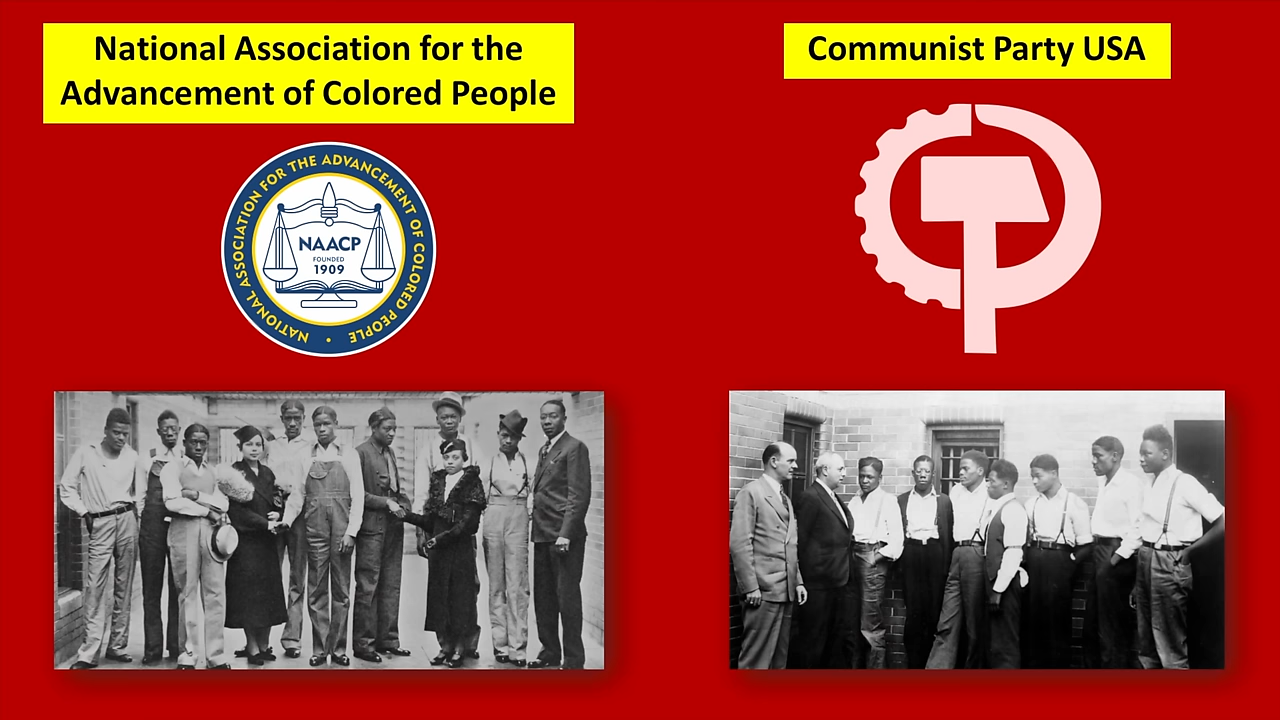 National Association for the
Advancement of Colored People
Communist Party USA
NATIONAL ASSOCIATION FOR THE ADVANCEMENT OF COLORED PEOPLE •
NAACP
FOUNDED
1909